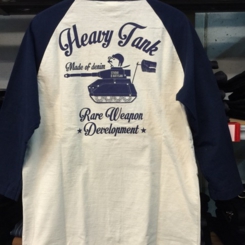 Heavy Tank
Made of denim
Rare Weapon
Development